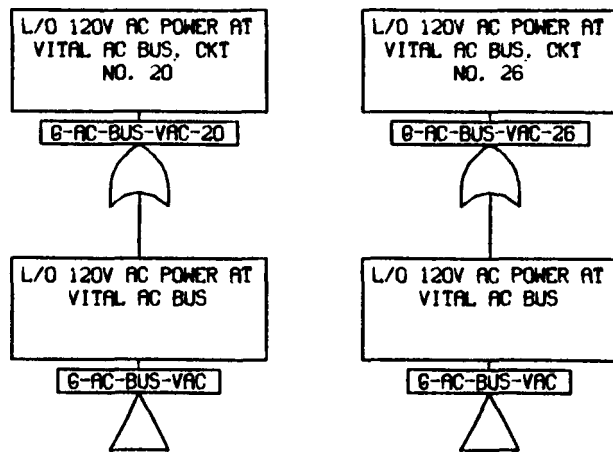 L/O 120V AC POWER AT
VITAL AC BUS, CKT
NO. 20
G-AC-BUS-VAC-20
L/O 120V AC POWER AT
VITAL AC BUS
G-AC-BUS-VAC
L/O 120V AC POWER AT
VITAL AC BUS, CKT
NO. 26
G-AC-BUS-VAC-26
L/O 120V AC POWER AT
VITAL AC BUS
G-AC-BUS-VAC